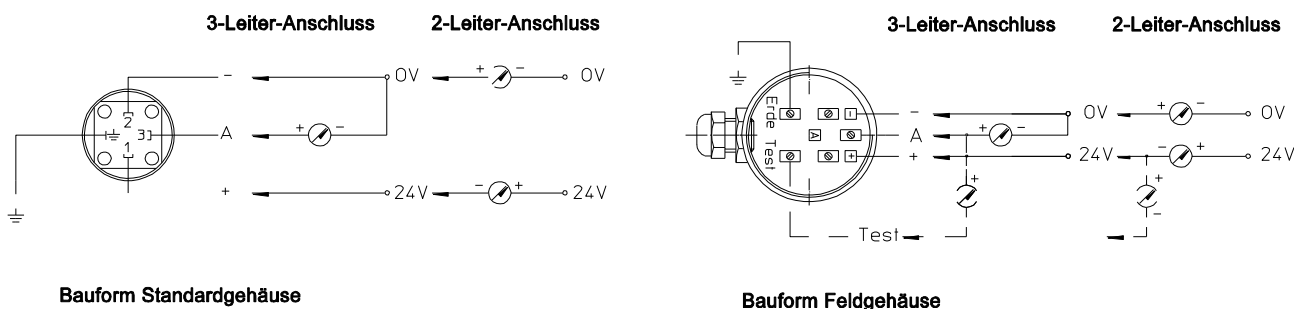 3-Leiter-Anschluss 2-Leiter-Anschluss
- 0V + - 0V
2
3 A + -
1
+ 24V - + 24V
Bauform Standardgehäuse
3-Leiter-Anschluss 2-Leiter-Anschluss
Erde Test
- - 0V + - 0V
A A + -
+ + 24V - + 24V
+ +
-
Test
Bauform Feldgehäuse